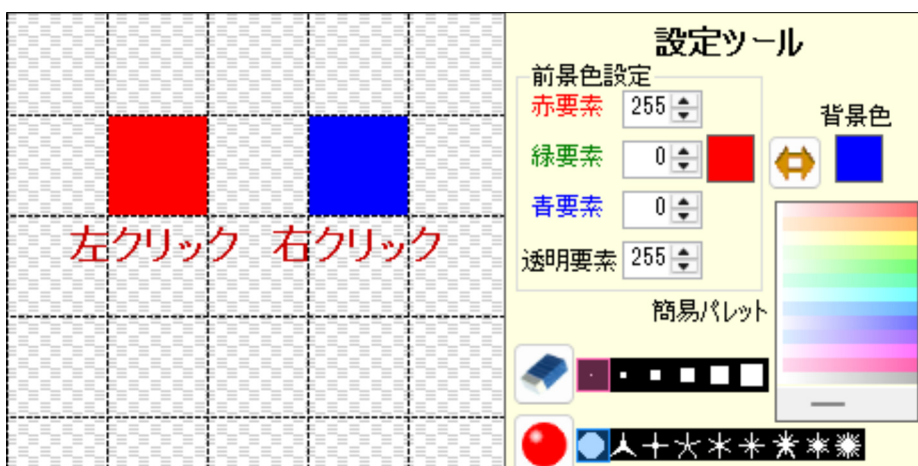 設定ツール
前景色設定
赤要素 255
背景色
緑要素 0
青要素 0
左クリック 右クリック
透明要素 255
簡易パレット